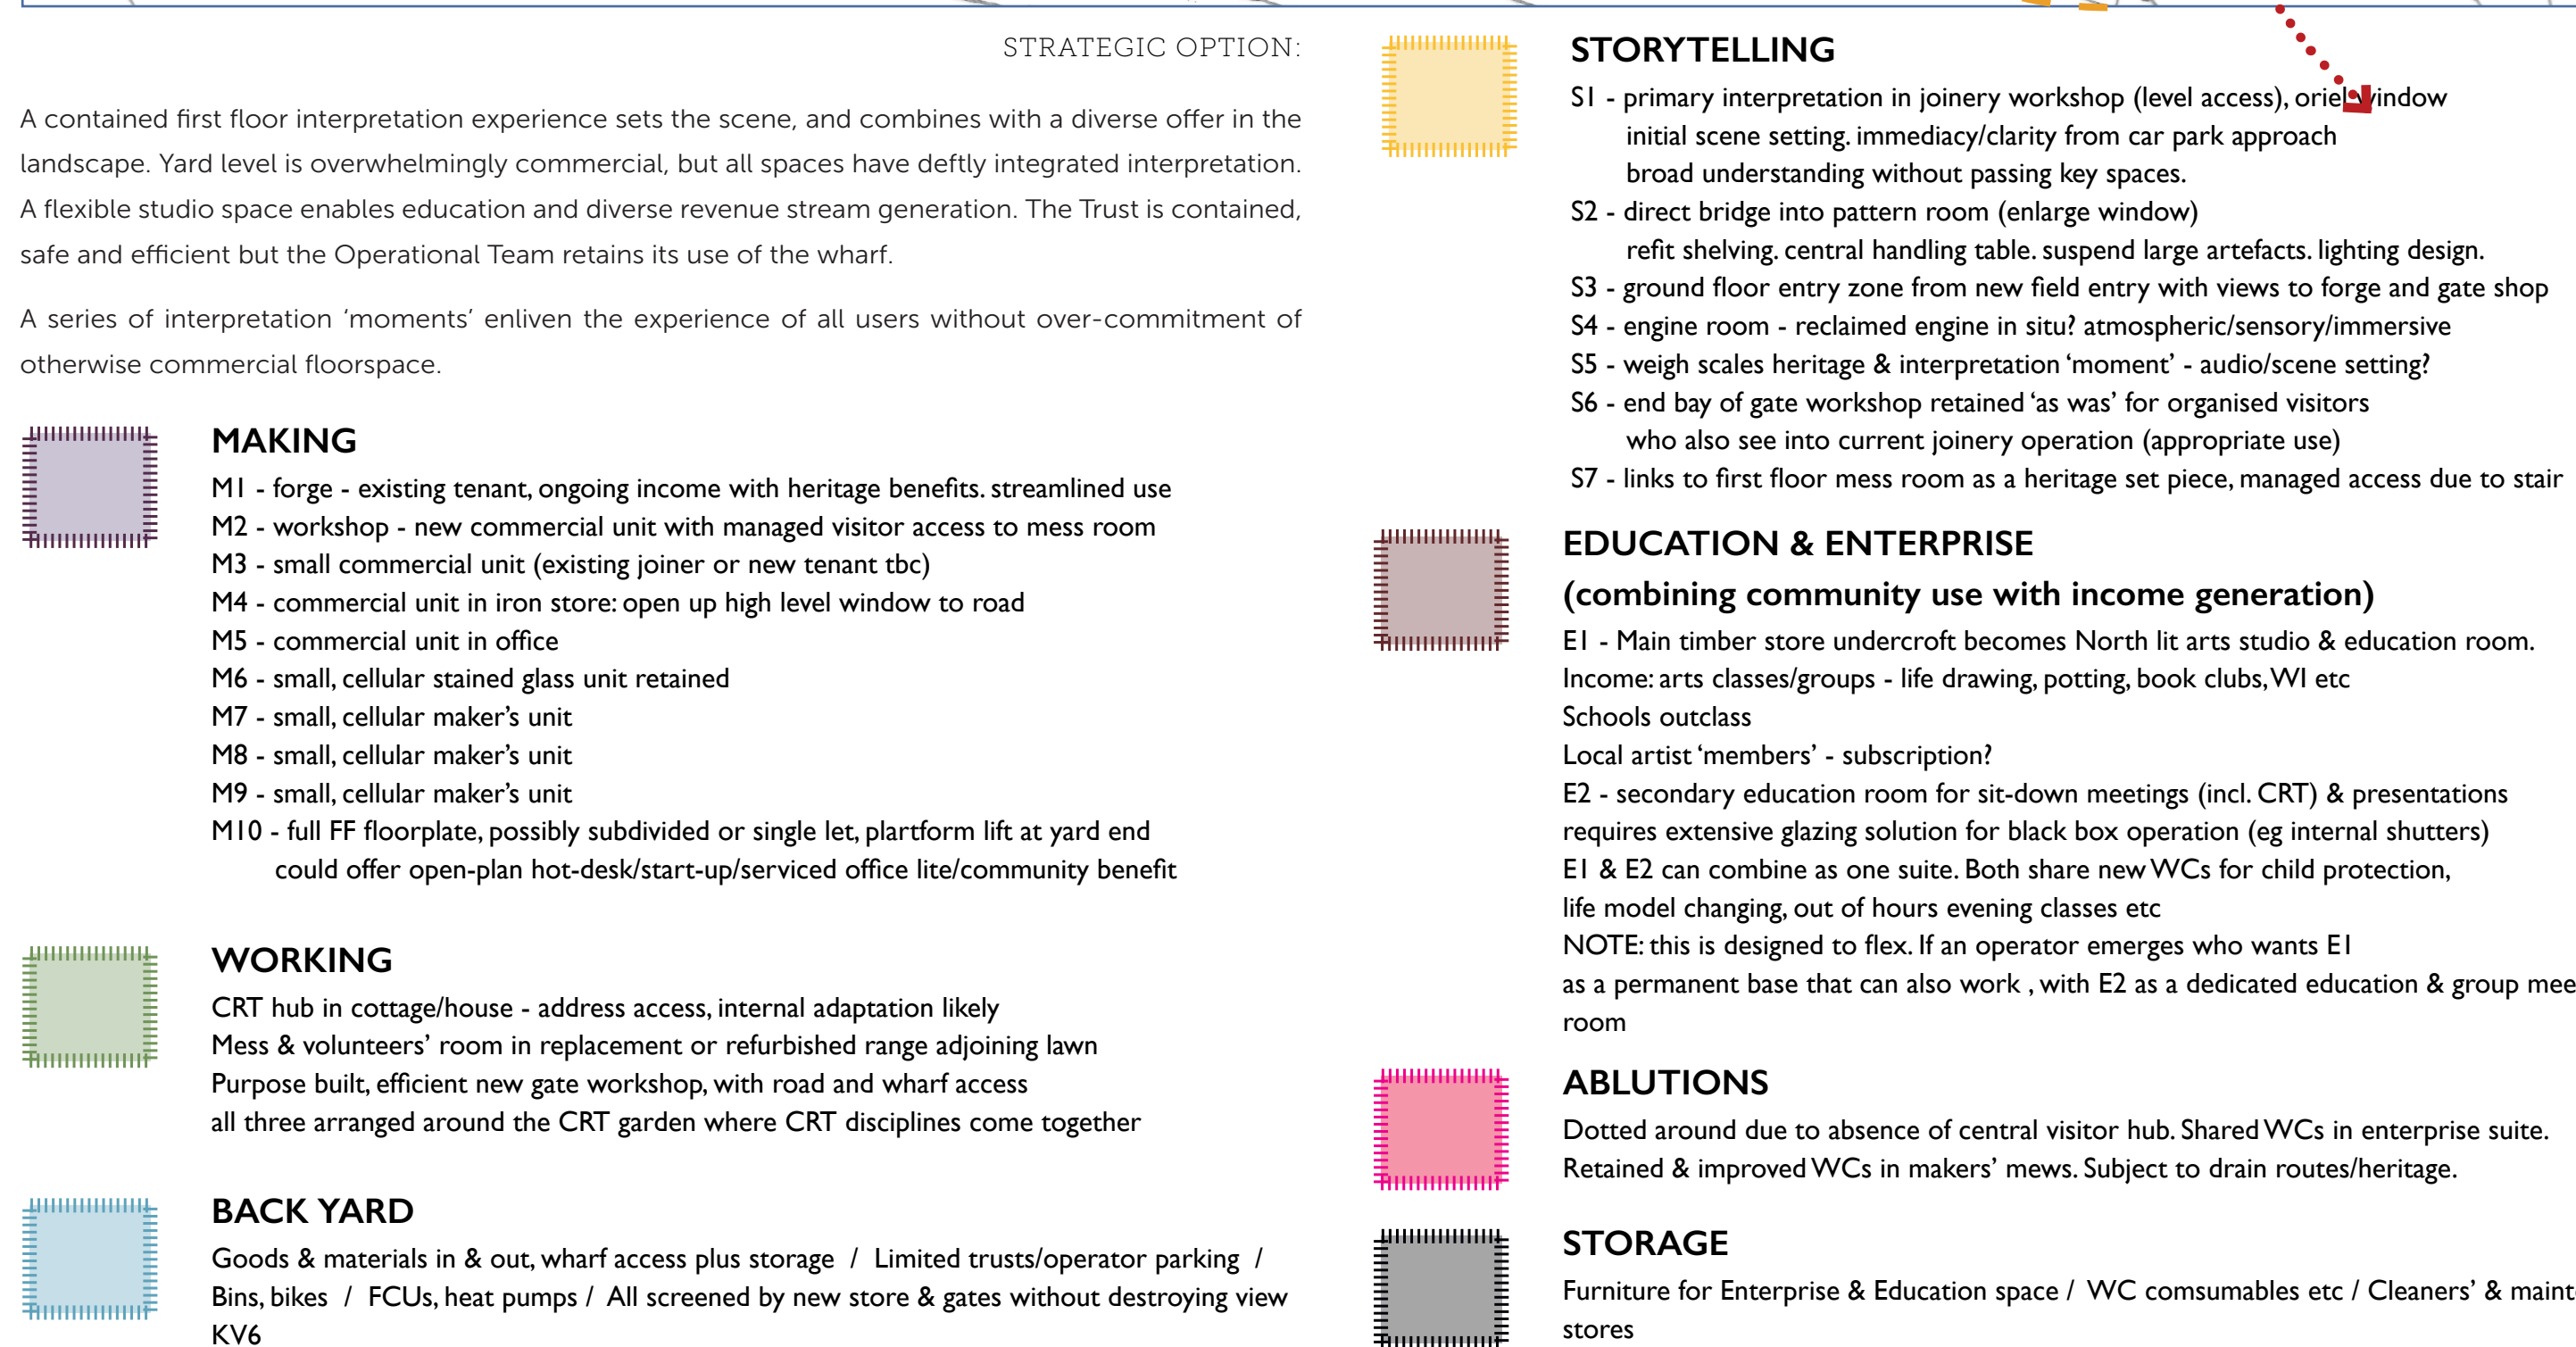 STRATEGIC OPTION:
A contained first floor interpretation experience sets the scene, and combines with a diverse offer in the
landscape. Yard level is overwhelmingly commercial, but all spaces have deftly integrated interpretation.
A flexible studio space enables education and diverse revenue stream generation. The Trust is contained,
safe and efficient but the Operational Team retains its use of the wharf.
A series of interpretation ‘moments’ enliven the experience of all users without over-commitment of
otherwise commercial floorspace.
MAKING
M1 - forge - existing tenant, ongoing income with heritage benefits. streamlined use
M2 - workshop - new commercial unit with managed visitor access to mess room
M3 - small commercial unit (existing joiner or new tenant tbc)
M4 - commercial unit in iron store: open up high level window to road
M5 - commercial unit in office
M6 - small, cellular stained glass unit retained
M7 - small, cellular maker’s unit
M8 - small, cellular maker’s unit
M9 - small, cellular maker’s unit
M10 - full FF floorplate, possibly subdivided or single let, plartform lift at yard end
could offer open-plan hot-desk/start-up/serviced office lite/community benefit
WORKING
CRT hub in cottage/house - address access, internal adaptation likely
Mess & volunteers’ room in replacement or refurbished range adjoining lawn
Purpose built, efficient new gate workshop, with road and wharf access
all three arranged around the CRT garden where CRT disciplines come together
BACK YARD
Goods & materials in & out, wharf access plus storage / Limited trusts/operator parking /
Bins, bikes / FCUs, heat pumps / All screened by new store & gates without destroying view
KV6
STORYTELLING
S1 - primary interpretation in joinery workshop (level access), oriel window
initial scene setting. immediacy/clarity from car park approach
broad understanding without passing key spaces.
S2 - direct bridge into pattern room (enlarge window)
refit shelving. central handling table. suspend large artefacts. lighting design.
S3 - ground floor entry zone from new field entry with views to forge and gate shop
S4 - engine room - reclaimed engine in situ? atmospheric/sensory/immersive
S5 - weigh scales heritage & interpretation ‘moment’ - audio/scene setting?
S6 - end bay of gate workshop retained ‘as was’ for organised visitors
who also see into current joinery operation (appropriate use)
S7 - links to first floor mess room as a heritage set piece, managed access due to stair
EDUCATION & ENTERPRISE
(combining community use with income generation)
E1 - Main timber store undercroft becomes North lit arts studio & education room.
Income: arts classes/groups - life drawing, potting, book clubs, WI etc
Schools outclass
Local artist ‘members’ - subscription?
E2 - secondary education room for sit-down meetings (incl. CRT) & presentations
requires extensive glazing solution for black box operation (eg internal shutters)
E1 & E2 can combine as one suite. Both share new WCs for child protection,
life model changing, out of hours evening classes etc
NOTE: this is designed to flex. If an operator emerges who wants E1
as a permanent base that can also work , with E2 as a dedicated education & group mee
room
ABLUTIONS
Dotted around due to absence of central visitor hub. Shared WCs in enterprise suite.
Retained & improved WCs in makers’ mews. Subject to drain routes/heritage.
STORAGE
Furniture for Enterprise & Education space / WC comsumables etc / Cleaners’ & maint
stores